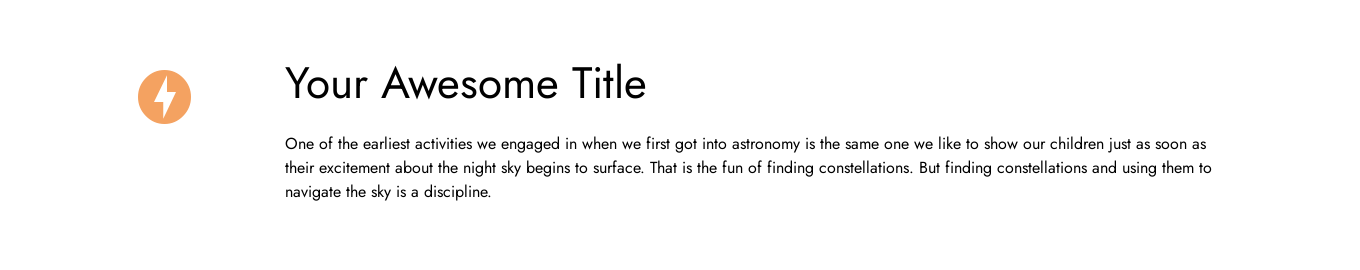 Your Awesome Title
One of the earliest activities we engaged in when we first got into astronomy is the same one we like to show our children just as soon as
their excitement about the night sky begins to surface. That is the fun of finding constellations. But finding constellations and using them to
navigate the sky is a discipline.